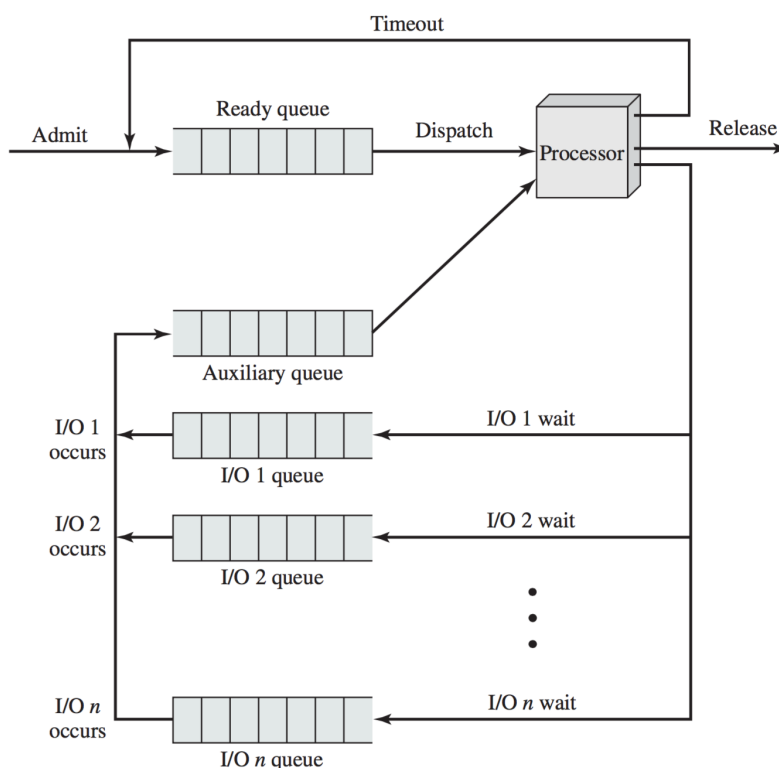 Timeout
Ready queue
Admit
Dispatch
Processor
Release
Auxiliary queue
I/O 1
occurs
I/O 1 wait
I/O 1 queue
I/O 2
occurs
I/O 2 wait
I/O 2 queue
I/O n
occurs
I/O n wait
I/O n queue